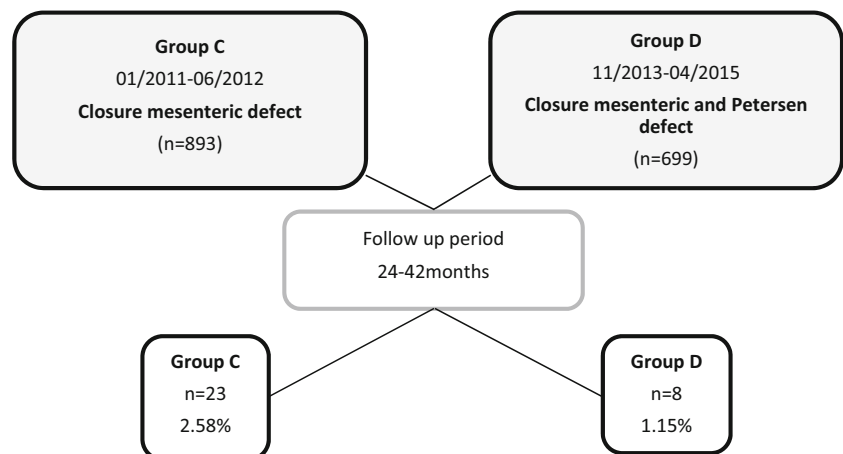 Group C
01/2011-06/2012
Closure mesenteric defect
(n=893)
Group D
11/2013-04/2015
Closure mesenteric and Petersen
defect
(n=699)
Follow up period
24-42months
Group C
n=23
2.58%
Group D
n=8
1.15%